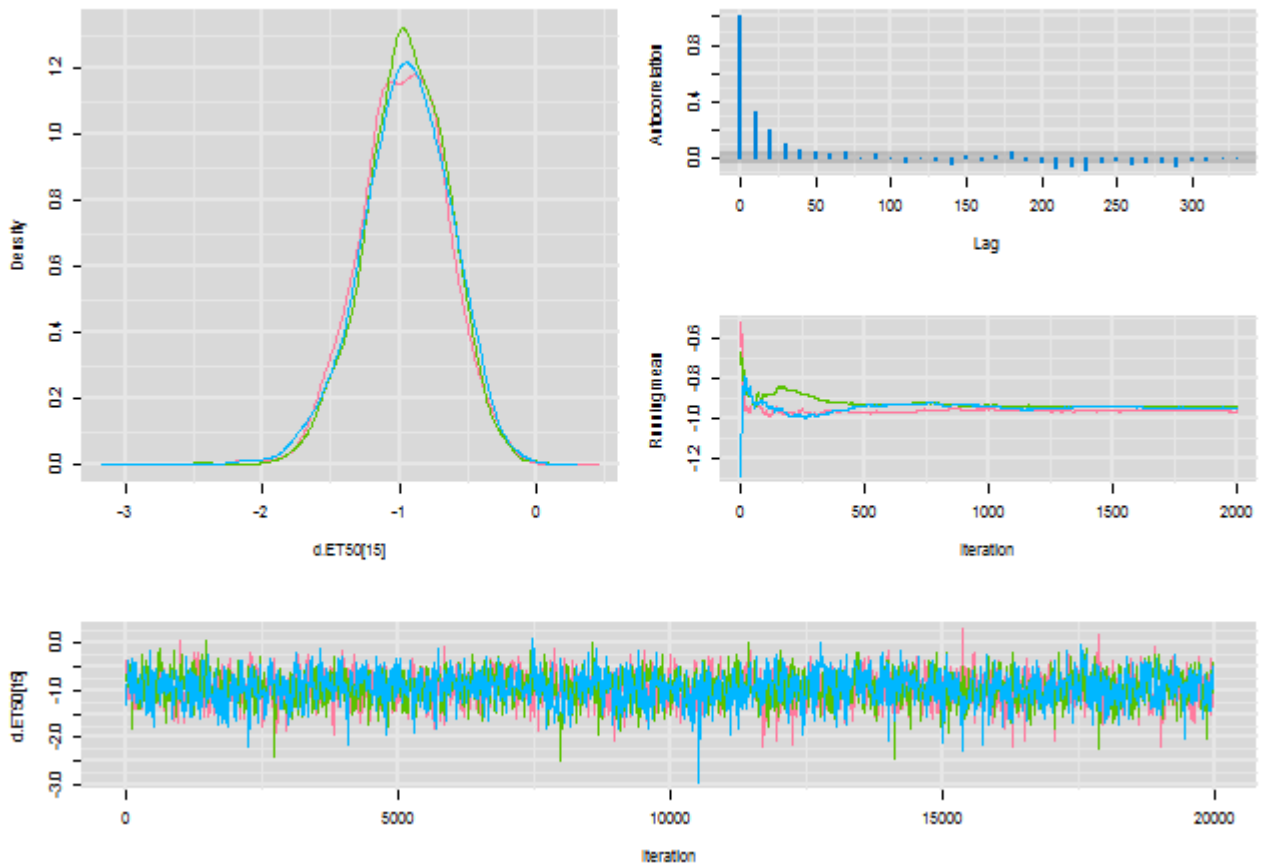 Density
0.0 0.2 0.4 0.6 0.8 1.0 1.2
-3 -2 -1 0
d.ET50[15]
Autocorrelation
0.0 0.4 0.8
0 50 100 150 200 250 300
Lag
Running mean
-1.2 -1.0 -0.8 -0.6
0 500 1000 1500 2000
Iteration
d.ET50[15]
-3.0 -2.0 -1.0 0.0
0 5000 10000 15000 20000
Iteration